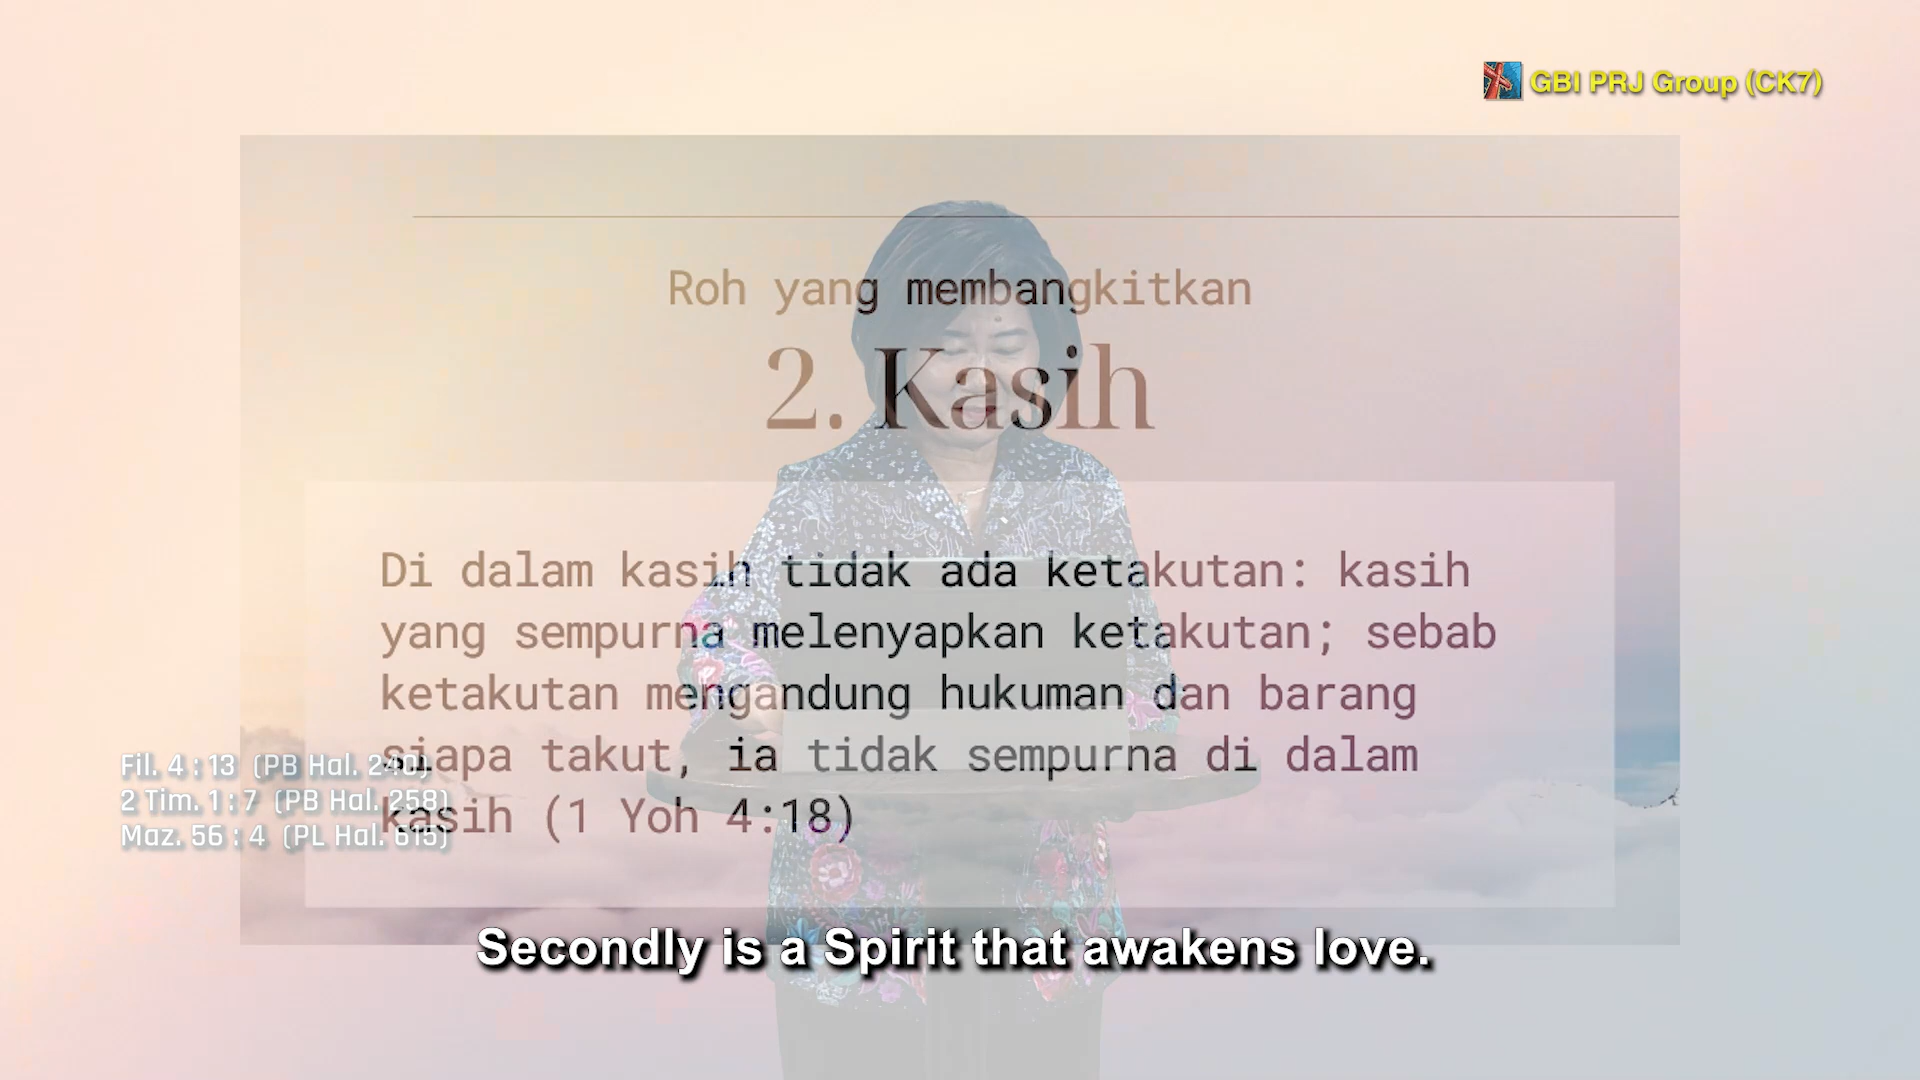 GBI PRJ Group (CK7)
Roh yang membangkitkan
2. Kasih
Di dalam kasih tidak ada ketakutan: kasih
yang sempurna melenyapkan ketakutan; sebab
ketakutan mengandung hukuman dan barang
siapa takut, ia tidak sempurna di dalam
kasih (1 Yoh 4:18)
Fil. 4 : 13 (PB Hal. 240)
2 Tim. 1 : 7 (PB Hal. 258)
Maz. 56 : 4 (PL Hal. 615)
Secondly is a Spirit that awakens love.